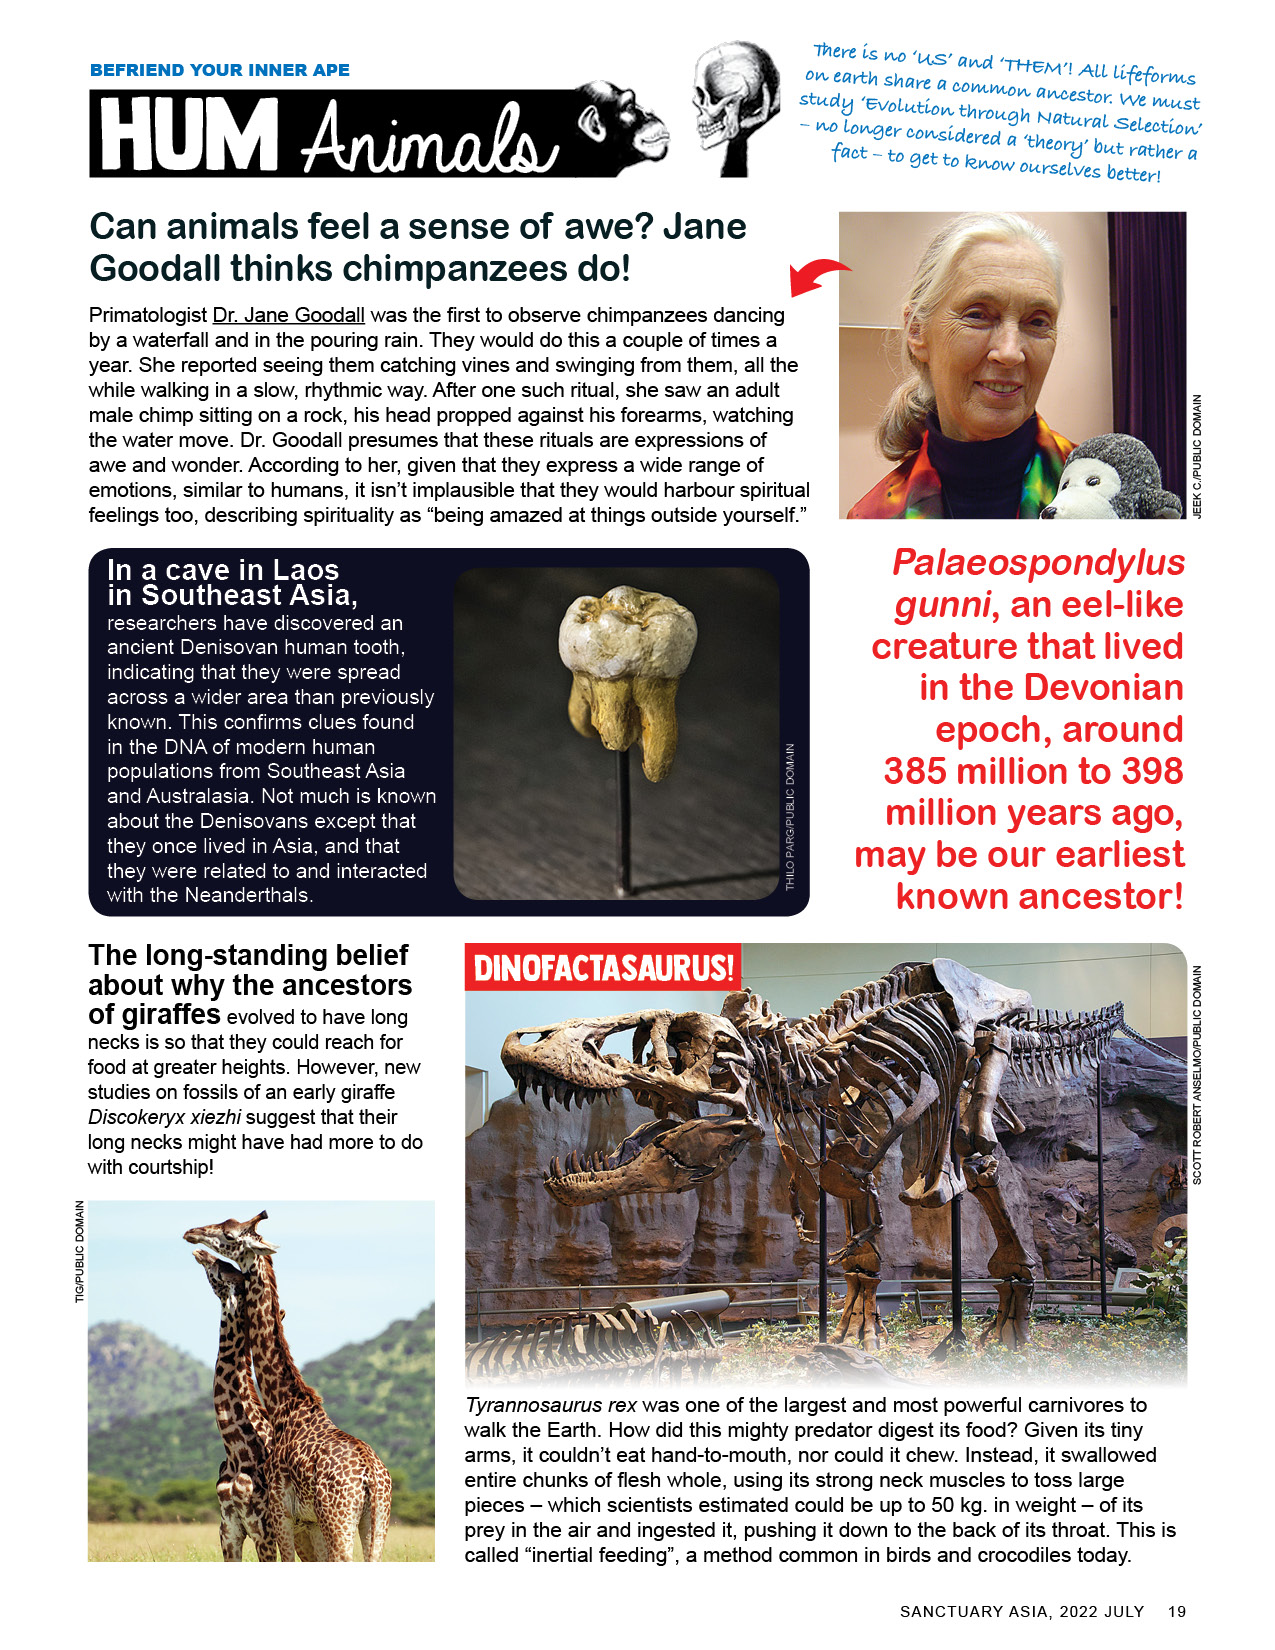 BEFRIEND YOUR INNER APE
HUM Animals
There is no ‘US’ and ‘THEM’! All lifeforms
on earth share a common ancestor. We must
study ‘Evolution through Natural Selection’
– no longer considered a ‘theory’ but rather a
fact – to get to know ourselves better!
Can animals feel a sense of awe? Jane
Goodall thinks chimpanzees do!
Primatologist Dr. Jane Goodall was the first to observe chimpanzees dancing
by a waterfall and in the pouring rain. They would do this a couple of times a
year. She reported seeing them catching vines and swinging from them, all the
while walking in a slow, rhythmic way. After one such ritual, she saw an adult
male chimp sitting on a rock, his head propped against his forearms, watching
the water move. Dr. Goodall presumes that these rituals are expressions of
awe and wonder. According to her, given that they express a wide range of
emotions, similar to humans, it isn’t implausible that they would harbour spiritual
feelings too, describing spirituality as “being amazed at things outside yourself.”
JEEK C./PUBLIC DOMAIN
In a cave in Laos
in Southeast Asia,
researchers have discovered an
ancient Denisovan human tooth,
indicating that they were spread
across a wider area than previously
known. This confirms clues found
in the DNA of modern human
populations from Southeast Asia
and Australasia. Not much is known
about the Denisovans except that
they once lived in Asia, and that
they were related to and interacted
with the Neanderthals.
THILO PARG/PUBLIC DOMAIN
Palaeospondylus
gunni, an eel-like
creature that lived
in the Devonian
epoch, around
385 million to 398
million years ago,
may be our earliest
known ancestor!
The long-standing belief
about why the ancestors
of giraffes evolved to have long
necks is so that they could reach for
food at greater heights. However, new
studies on fossils of an early giraffe
Discokeryx xiezhi suggest that their
long necks might have had more to do
with courtship!
TIG/PUBLIC DOMAIN
DINOFACTASAURUS!
SCOTT ROBERT ANSELMO/PUBLIC DOMAIN
Tyrannosaurus rex was one of the largest and most powerful carnivores to
walk the Earth. How did this mighty predator digest its food? Given its tiny
arms, it couldn’t eat hand-to-mouth, nor could it chew. Instead, it swallowed
entire chunks of flesh whole, using its strong neck muscles to toss large
pieces – which scientists estimated could be up to 50 kg. in weight – of its
prey in the air and ingested it, pushing it down to the back of its throat. This is
called “inertial feeding”, a method common in birds and crocodiles today.
SANCTUARY ASIA, 2022 JULY 19